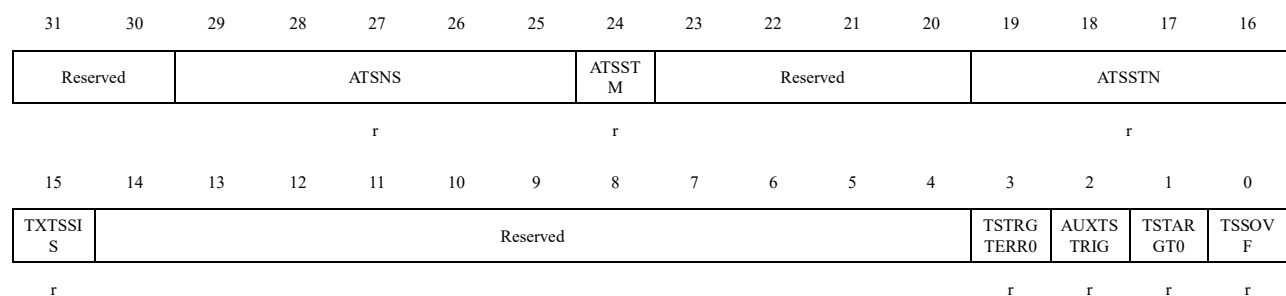 31 30 29 28 27 26 25 24 23 22 21 20 19 18 17 16
Reserved ATSNS ATSST Reserved ATSSTN
M
r r r
15 14 13 12 11 10 9 8 7 6 5 4 3 2 1 0
TXTSSI Reserved TSTRG AUXTS TSTAR TSSOV
S TERR0 TRIG GT0 F
r r r r r